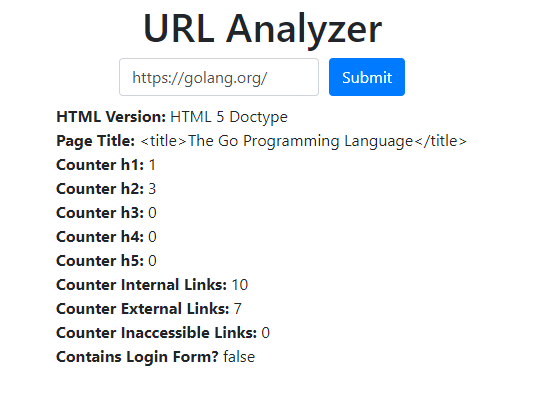 URL Analyzer
https://golang.org/
Submit
HTML Version: HTML 5 Doctype
Page Title: <title>The Go Programming Language</title>
Counter h1: 1
Counter h2: 3
Counter h3: 0
Counter h4: 0
Counter h5: 0
Counter Internal Links: 10
Counter External Links: 7
Counter Inaccessible Links: 0
Contains Login Form? false